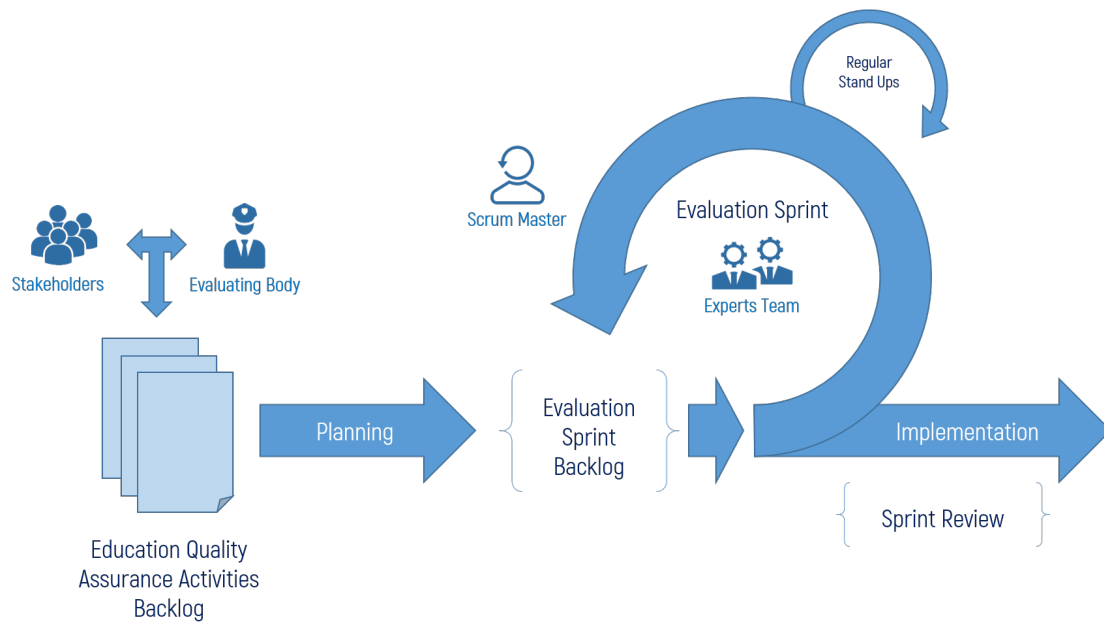 Regular
Stand Ups
Scrum Master
Evaluation Sprint
Stakeholders
Evaluating Body
Experts Team
Planning
Evaluation
Sprint
Backlog
Implementation
Sprint Review
Education Quality
Assurance Activities
Backlog